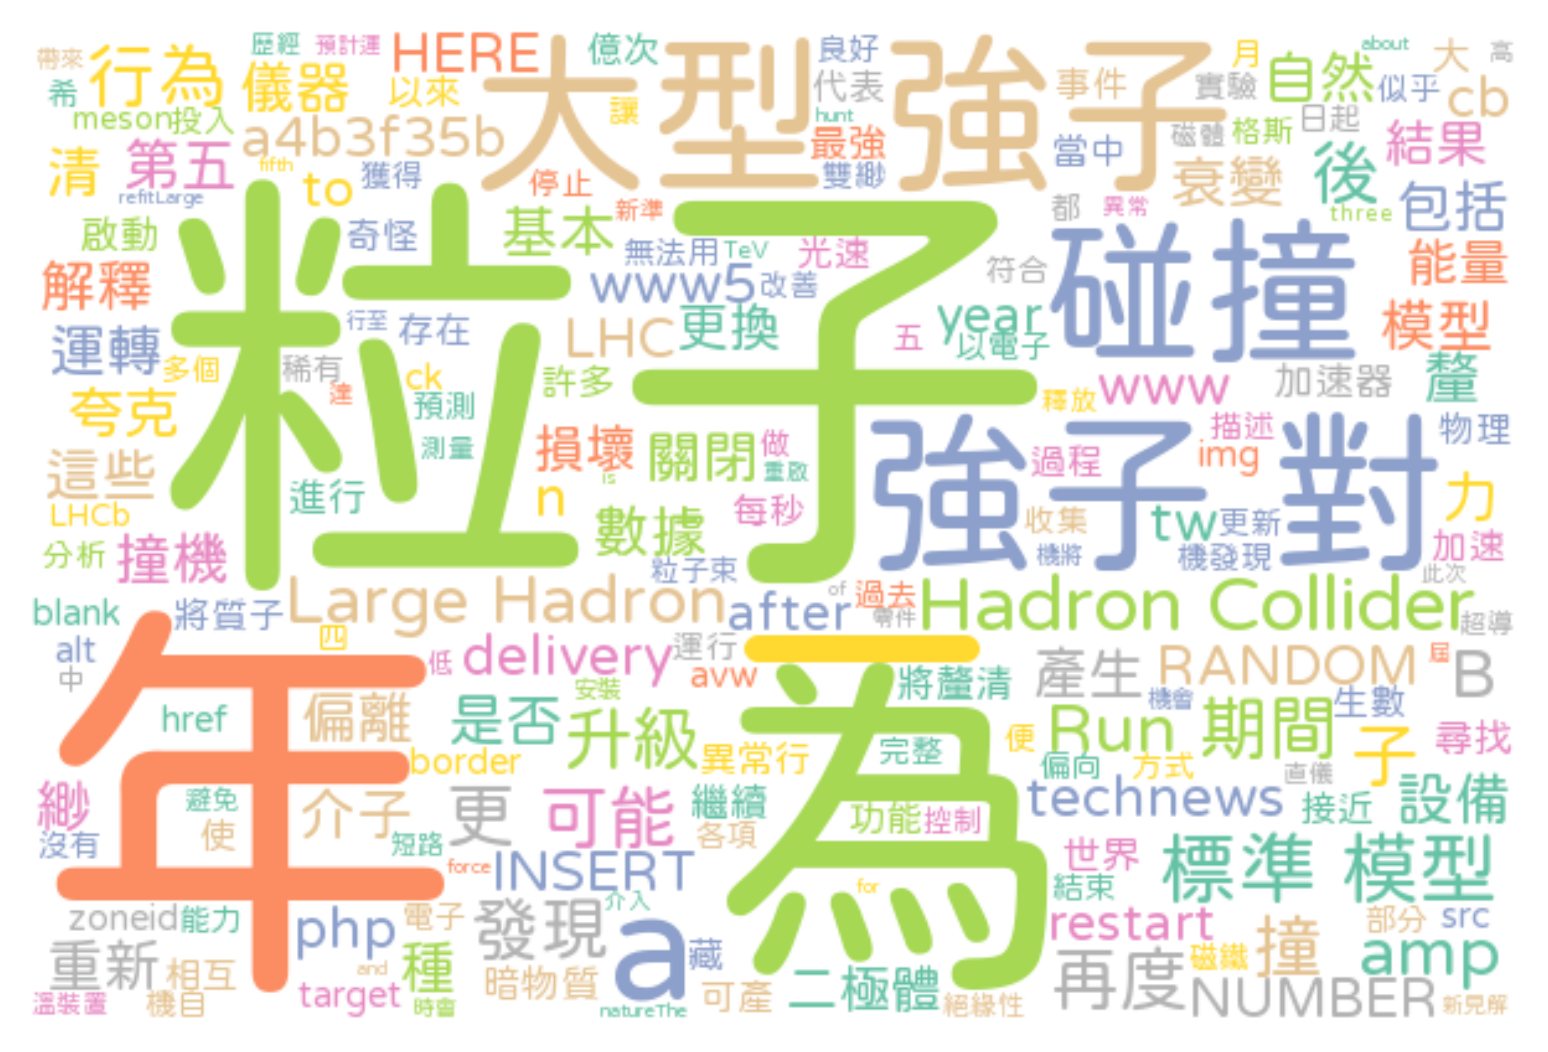 帶來
歷經
預計運
HERE
億次
良好
月
about
大
高
行為
儀器
以來
大型強子
代表
事件
實驗
自然
似乎
cb
希
meson
投入
讓
hunt
a4b3f35b
最強
當中
磁體
格斯
日起
結果
清
第五
fifth
to
獲得
停止
雙緲
衰變
後
refitLarge
新準
都
異常
three
包括
啟動
奇怪
基本
無法用
TeV
光速
碰撞
能量
解釋
粒子
www5
改善
符合
行至
存在
LHC
更換
五
year
模型
運轉
多個
稀有
達
ck
許多
以電子
www
加速器
釐
夸克
預測
釋放
測量
損壞
關閉
做
強子對
描述
物理
這些
is
重啟
過程
img
進行
n
每秒
收集
tw
更新
力
LHCb
數據
分析
撞機
粒子束
機將
機發現
加速
此次
blank
將質子
Large Hadron
after
of
過去
零件
Hadron Collider
超導
alt
四
年
低
delivery
運行
一
產生
RANDOM
屆
B
中
avw
將釐清
安裝
為
機會
生數
href
偏離
是否
升級
Run 期間
子
尋找
border
異常行
完整
便
偏向
方式
直儀
緲
避免
介子
更
可能
繼續
technews
接近
設備
使
功能
控制
各項
沒有
短路
世界
標準 模型
force
INSERT
for
結束
介入
zoneid
能力
php
電子
發現
a
restart
部分
src
重新
相互
and
種
藏
再度
磁鐵
撞
amp
暗物質
二極體
溫裝置
機自
target
時會
natureThe
可產
絕緣性
NUMBER
新見解